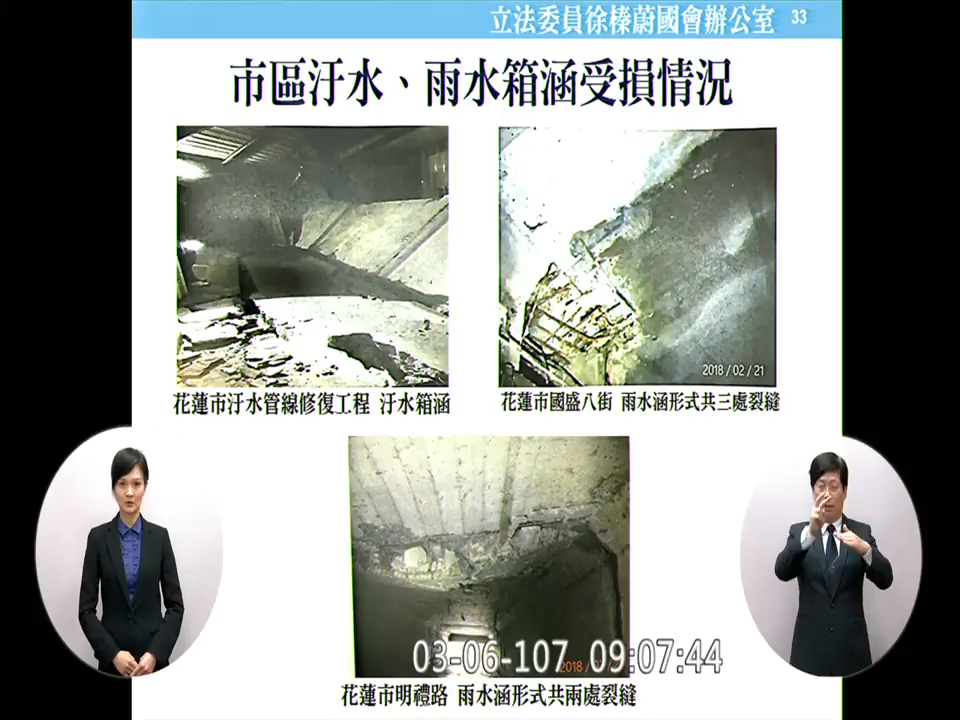 立法委員徐榛蔚國會辦公室 33
市區汙水、雨水箱涵受損情況
2018/02/21
花蓮市汙水管線修復工程 汙水箱涵
花蓮市國盛八街 雨水涵形式共三處裂縫
03-06-107 09:07:44
2018/
花蓮市明禮路 雨水涵形式共兩處裂縫